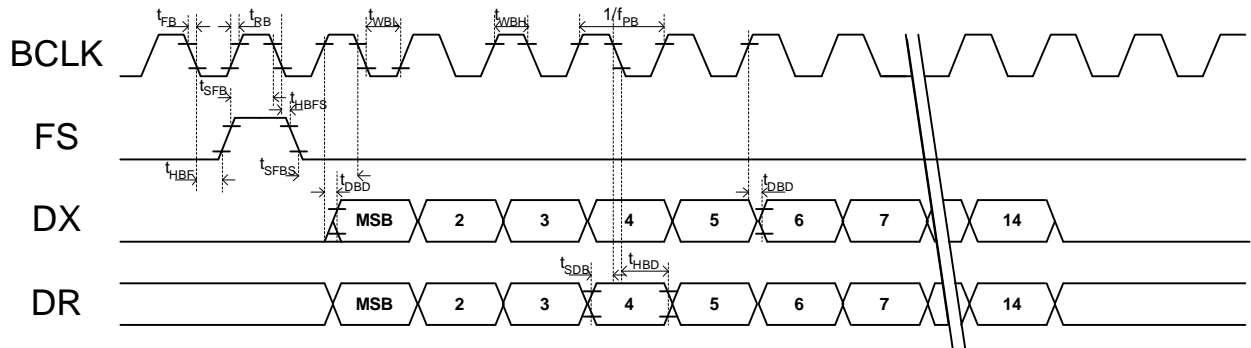 tFB tRB tWBL tWBH 1/fPB
BCLK
tSFB tHBFS
FS
tHBF tSFBS tDBD tDBD
DX MSB 2 3 4 5 6 7 14
tSDB tHBD
DR MSB 2 3 4 5 6 7 14